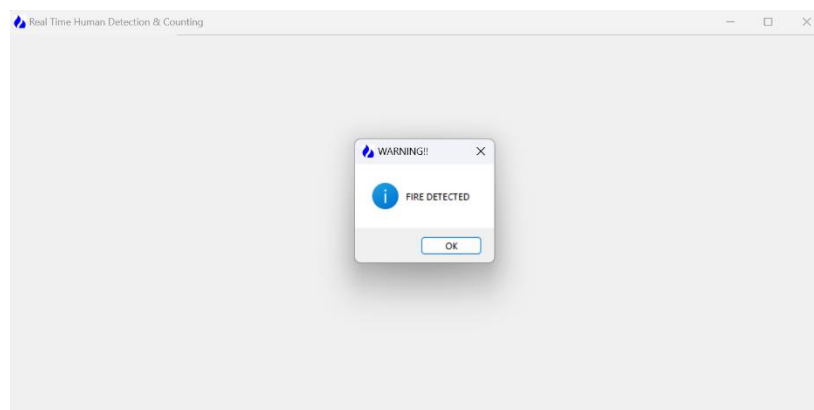 Real Time Human Detection & Counting
WARNING!!
FIRE DETECTED
OK